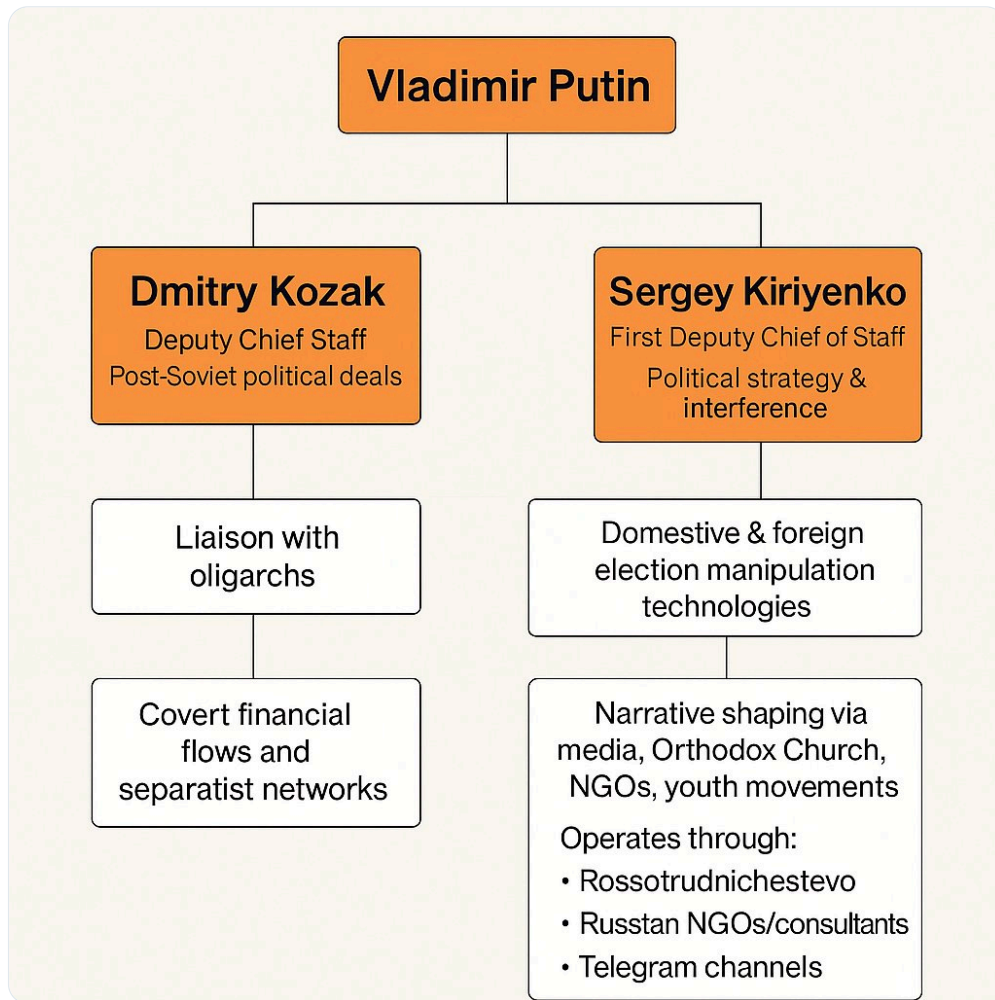 Vladimir Putin
Dmitry Kozak
Deputy Chief Staff
Post-Soviet political deals
Liaison with
oligarchs
Covert financial
flows and
separatist networks
Sergey Kiriyenko
First Deputy Chief of Staff
Political strategy &
interference
Domestive & foreign
election manipulation
technologies
Narrative shaping via
media, Orthodox Church,
NGOs, youth movements
Operates through:
• Rossotrudnichestevo
• Russtan NGOs/consultants
• Telegram channels